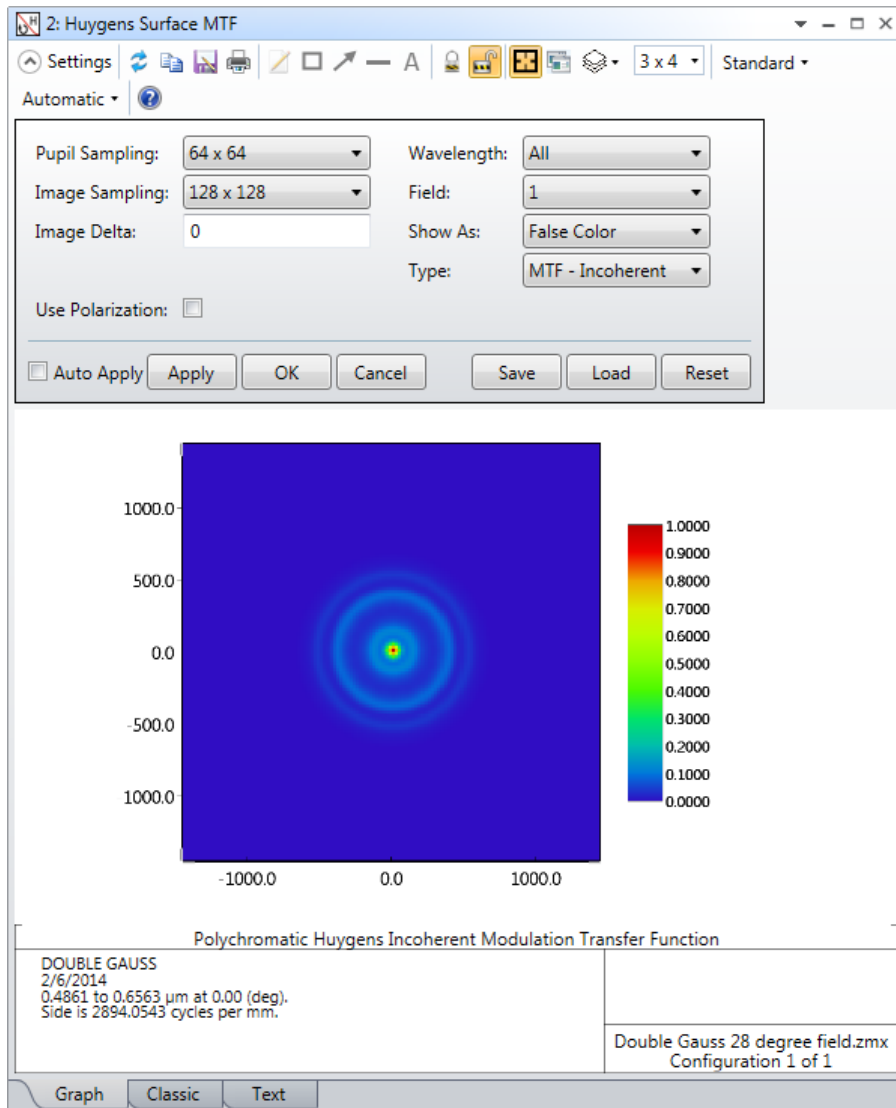 2: Huygens Surface MTF
Settings A 3 x 4 Standard
Automatic ?
Pupil Sampling: 64 x 64 Wavelength: All
Image Sampling: 128 x 128 Field: 1
Image Delta: 0 Show As: False Color
Type: MTF - Incoherent
Use Polarization:
Auto Apply Apply OK Cancel Save Load Reset
1000.0
500.0
0.0
-500.0
1000.0
-1000.0 0.0 1000.0
1.0000
0.9000
0.8000
0.7000
0.6000
0.5000
0.4000
0.3000
0.2000
0.1000
0.0000
Polychromatic Huygens Incoherent Modulation Transfer Function
DOUBLE GAUSS
2/6/2014
0.4861 to 0.6563 µm at 0.00 (deg).
Side is 2894.0543 cycles per mm.
Double Gauss 28 degree field.zmx
Configuration 1 of 1
Graph Classic Text